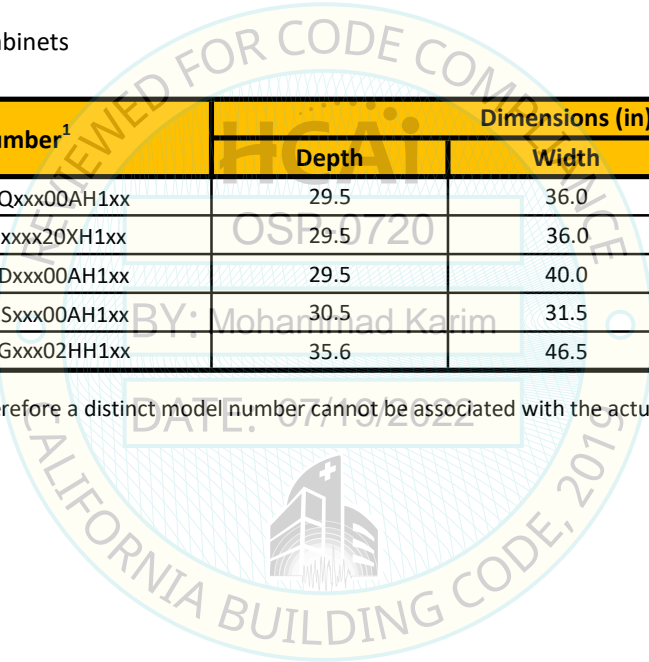 binets
REVIEWED FOR CODE COMPLIANCE
HCAi
umber¹ Dimensions (in)
Depth Width
Qxxx00AH1xx 29.5 36.0
xxxx20XH1xx 29.5 36.0
OSP-0720
Dxxx00AH1xx 29.5 40.0
Sxxx00AH1xx 30.5 31.5
BY: Mohammad Karim
Gxxx02HH1xx 35.6 46.5
erefore a distinct model number cannot be associated with the actu
DATE: 07/19/2022
CALIFORNIA BUILDING CODE, 2019